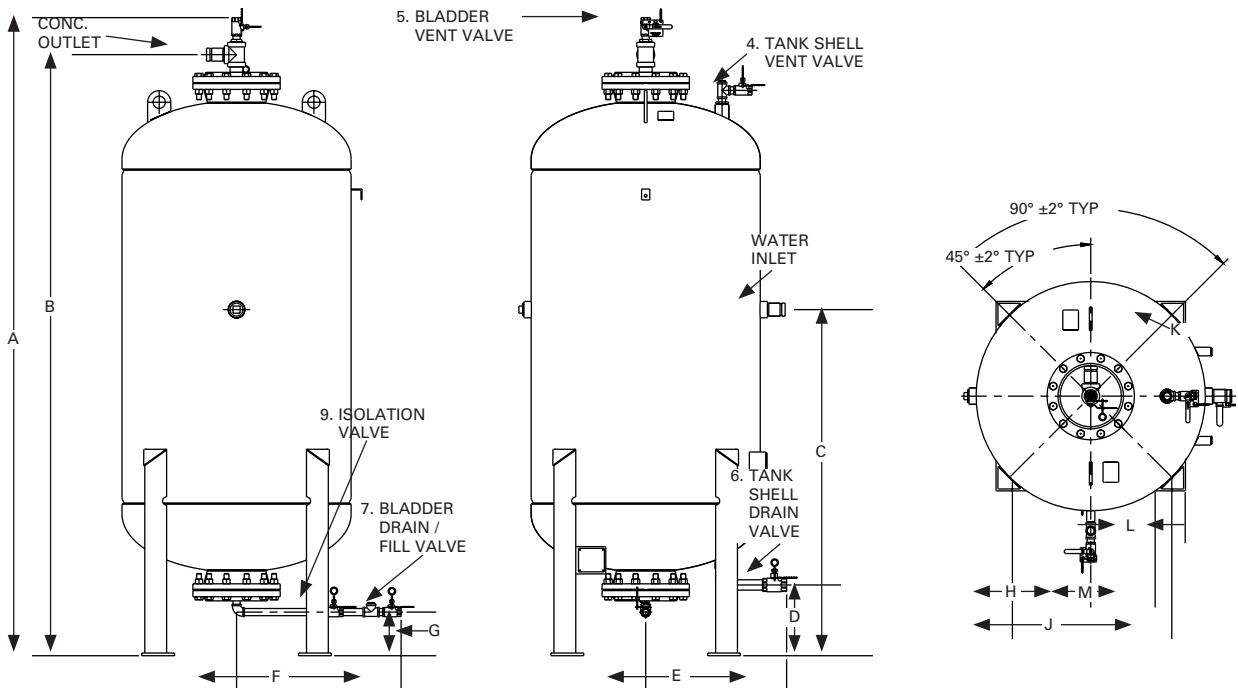 CONC.
OUTLET
5. BLADDER
VENT VALVE
4. TANK SHELL
VENT VALVE
A
B
WATER
INLET
90° ±2° TYP
45° ±2° TYP
K
9. ISOLATION
VALVE
7. BLADDER
DRAIN /
FILL VALVE
C
6. TANK
SHELL
DRAIN
VALVE
L
D
G
H
M
J
F
E